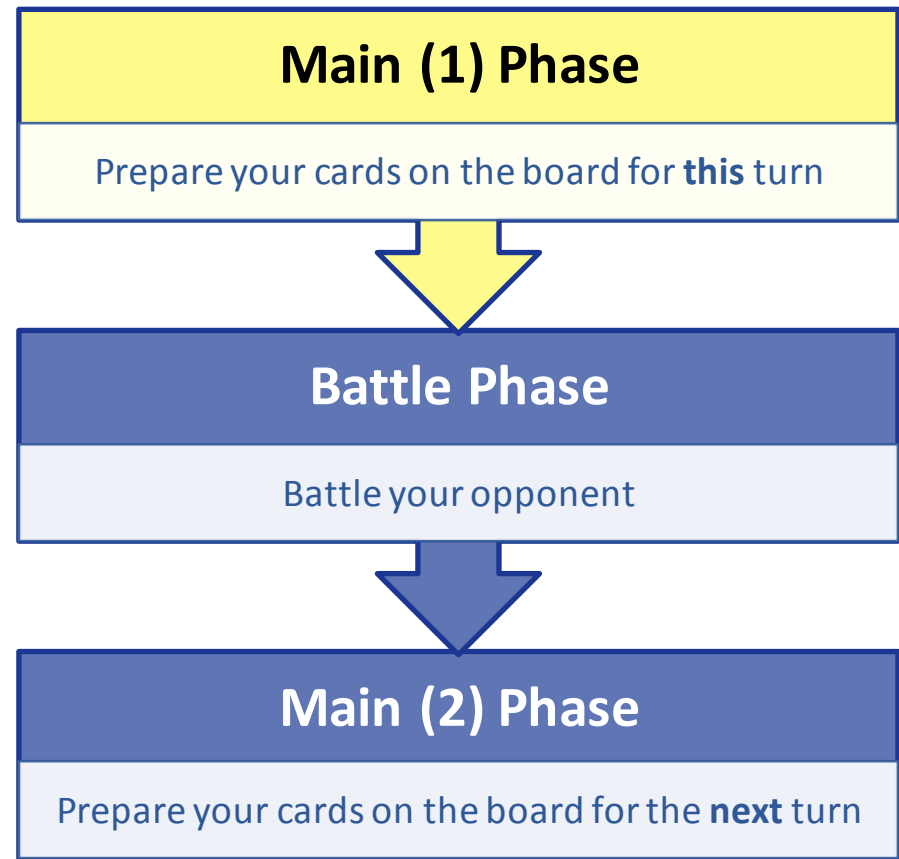 Main (1) Phase
Prepare your cards on the board for this turn
Battle Phase
Battle your opponent
Main (2) Phase
Prepare your cards on the board for the next turn